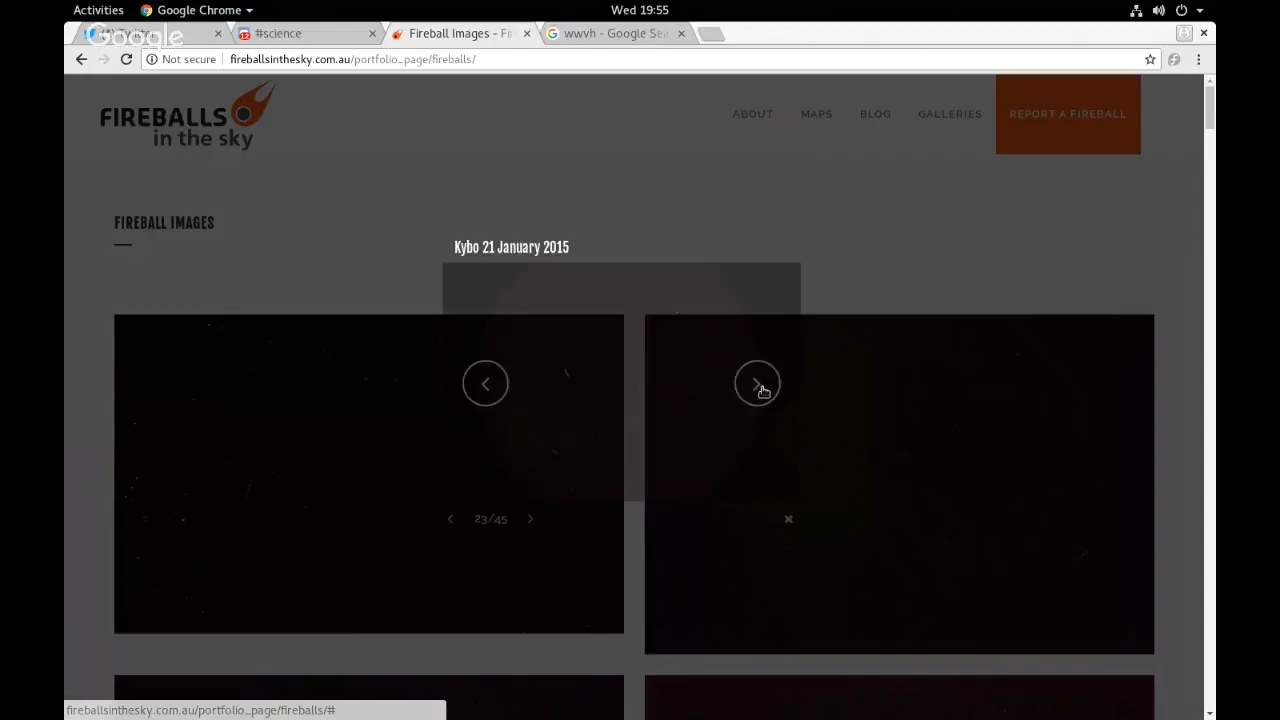 Activities
Google Chrome
Wed 19:55
Google
#science
Fireball Images - Fi
wwvh - Google Sea
Not secure
fireballsinthesky.com.au/portfolio_page/fireballs/
FIREBALLS
in the sky
ABOUT
MAPS
BLOG
GALLERIES
REPORT A FIREBALL
FIREBALL IMAGES
Kybo 21 January 2015
23/45
fireballsinthesky.com.au/portfolio_page/fireballs/#